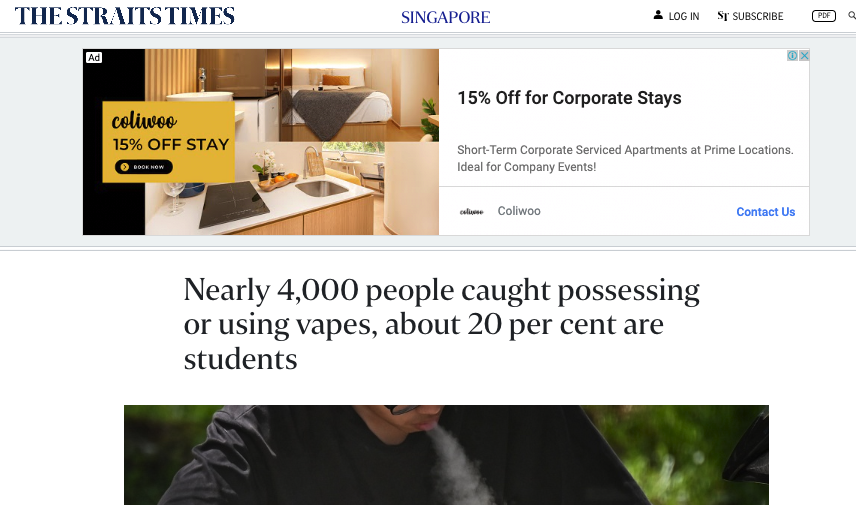 THE STRAITS TIMES
SINGAPORE
LOG IN
ST SUBSCRIBE
PDF
Ad
coliwoo
15% OFF STAY
BOOK NOW
15% Off for Corporate Stays
Short-Term Corporate Serviced Apartments at Prime Locations.
Ideal for Company Events!
coliwoo
Coliwoo
Contact Us
Nearly 4,000 people caught possessing
or using vapes, about 20 per cent are
students